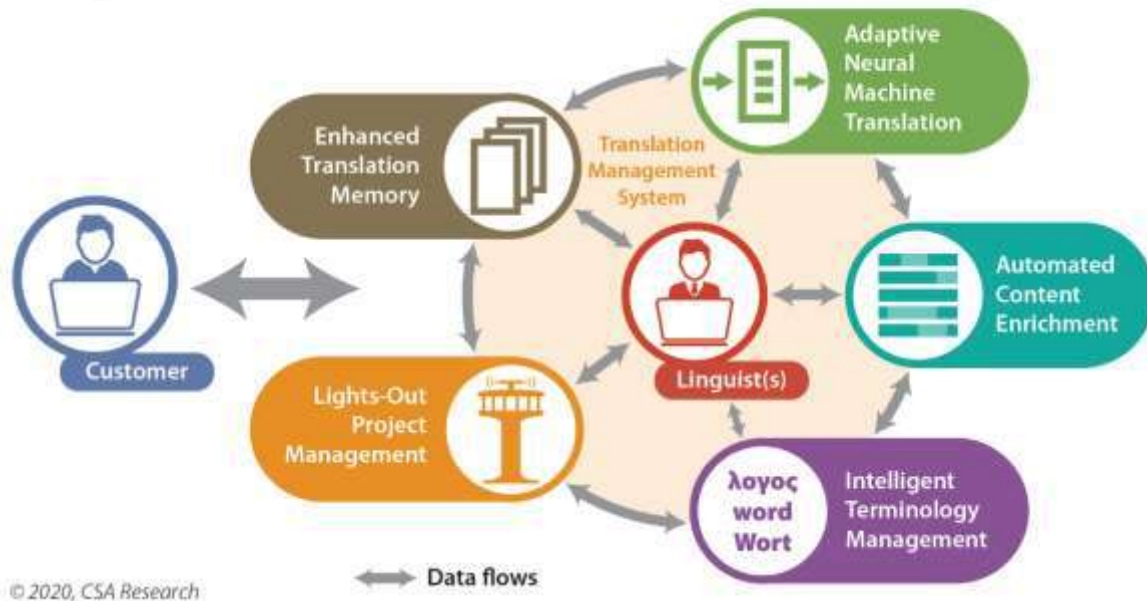 Adaptive
Neural
Machine
Translation
Enhanced
Translation
Memory
Translation
Management
System
Automated
Content
Enrichment
Customer
Linguist(s)
Lights-Out
Project
Management
λογος
word
Wort
Intelligent
Terminology
Management
Data flows
© 2020, CSA Research